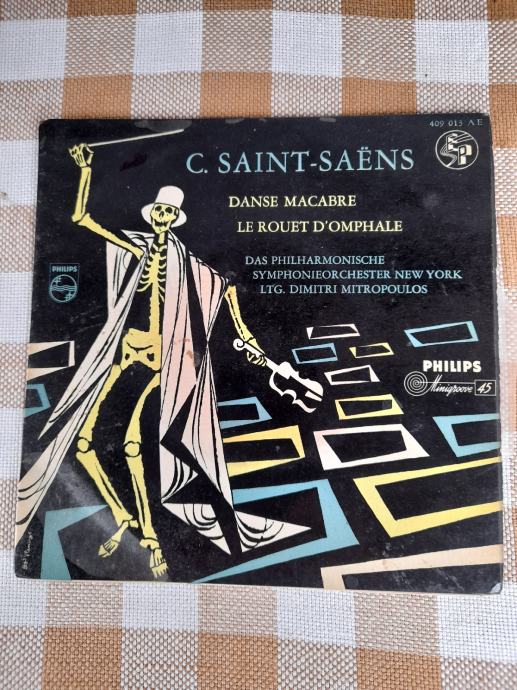 409 013 AE
EP
C. SAINT-SAËNS
DANSE MACABRE
LE ROUET D'OMPHALE
DAS PHILHARMONISCHE
SYMPHONIEORCHESTER NEW YORK
LTG. DIMITRI MITROPOULOS
PHILIPS
PHILIPS
Minigroove 45